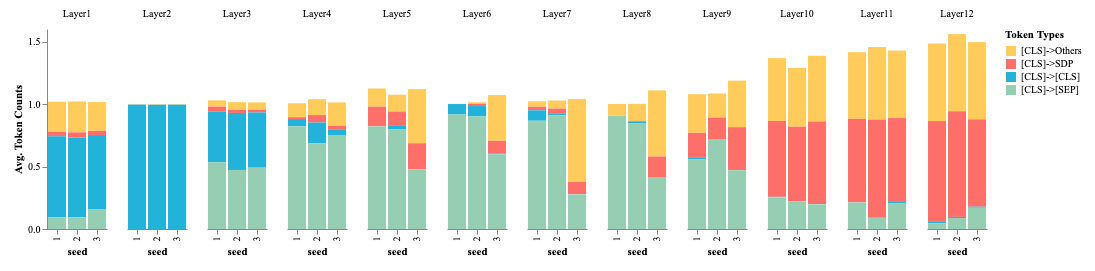 Layer1 Layer2 Layer3 Layer4 Layer5 Layer6 Layer7 Layer8 Layer9 Layer10 Layer11 Layer12
Token Types
[CLS]->Others
[CLS]->SDP
[CLS]->[CLS]
[CLS]->[SEP]
Avg. Token Counts
1.5
1.0
0.5
0.0
1 2 3 1 2 3 1 2 3 1 2 3 1 2 3 1 2 3 1 2 3 1 2 3 1 2 3 1 2 3 1 2 3 1 2 3
seed seed seed seed seed seed seed seed seed seed seed seed